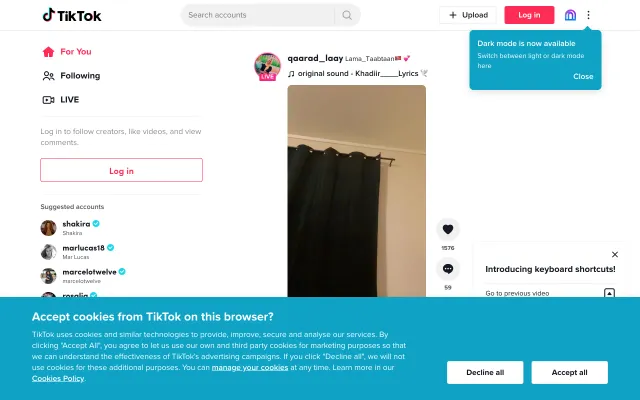 TikTok
Search accounts
Upload
Log in
Dark mode is now available
Switch between light or dark mode
here
Close
For You
Following
LIVE
Log in to follow creators, like videos, and view
comments.
Log in
Suggested accounts
shakira
Shakira
marlucas18
Mar Lucas
marcelotwelve
marcelotwelve
rosalia
LIVE
qaarad_laay Lama_Taabtaan
original sound - Khadiir____Lyrics
1576
59
Introducing keyboard shortcuts!
Go to previous video
Accept cookies from TikTok on this browser?
TikTok uses cookies and similar technologies to provide, improve, secure and analyse our services. By
clicking "Accept All", you agree to let us use our own and third party cookies for marketing purposes so that
we can understand the effectiveness of TikTok's advertising campaigns. If you click "Decline all", we will not
use cookies for these additional purposes. You can manage your cookies at any time. Learn more in our
Cookies Policy.
Decline all
Accept all